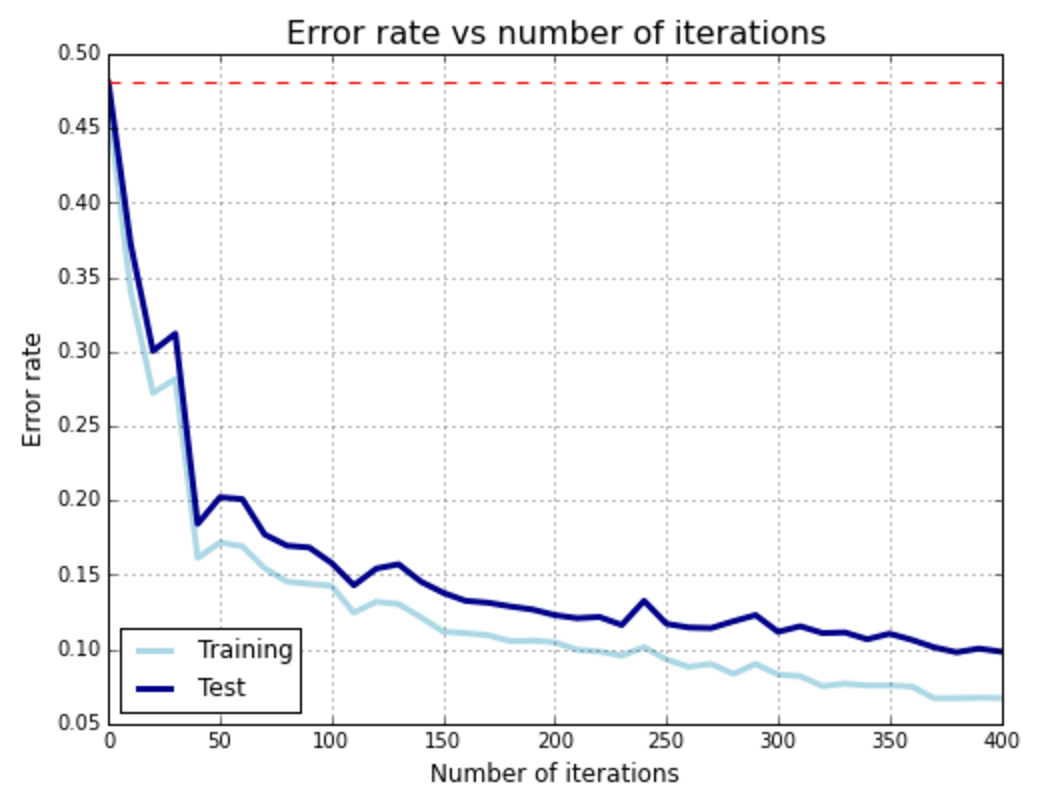 Error rate vs number of iterations
0.50
0.45
0.40
0.35
0.30
0.25
0.20
0.15
0.10
0.05
Error rate
Training
Test
0 50 100 150 200 250 300 350 400
Number of iterations